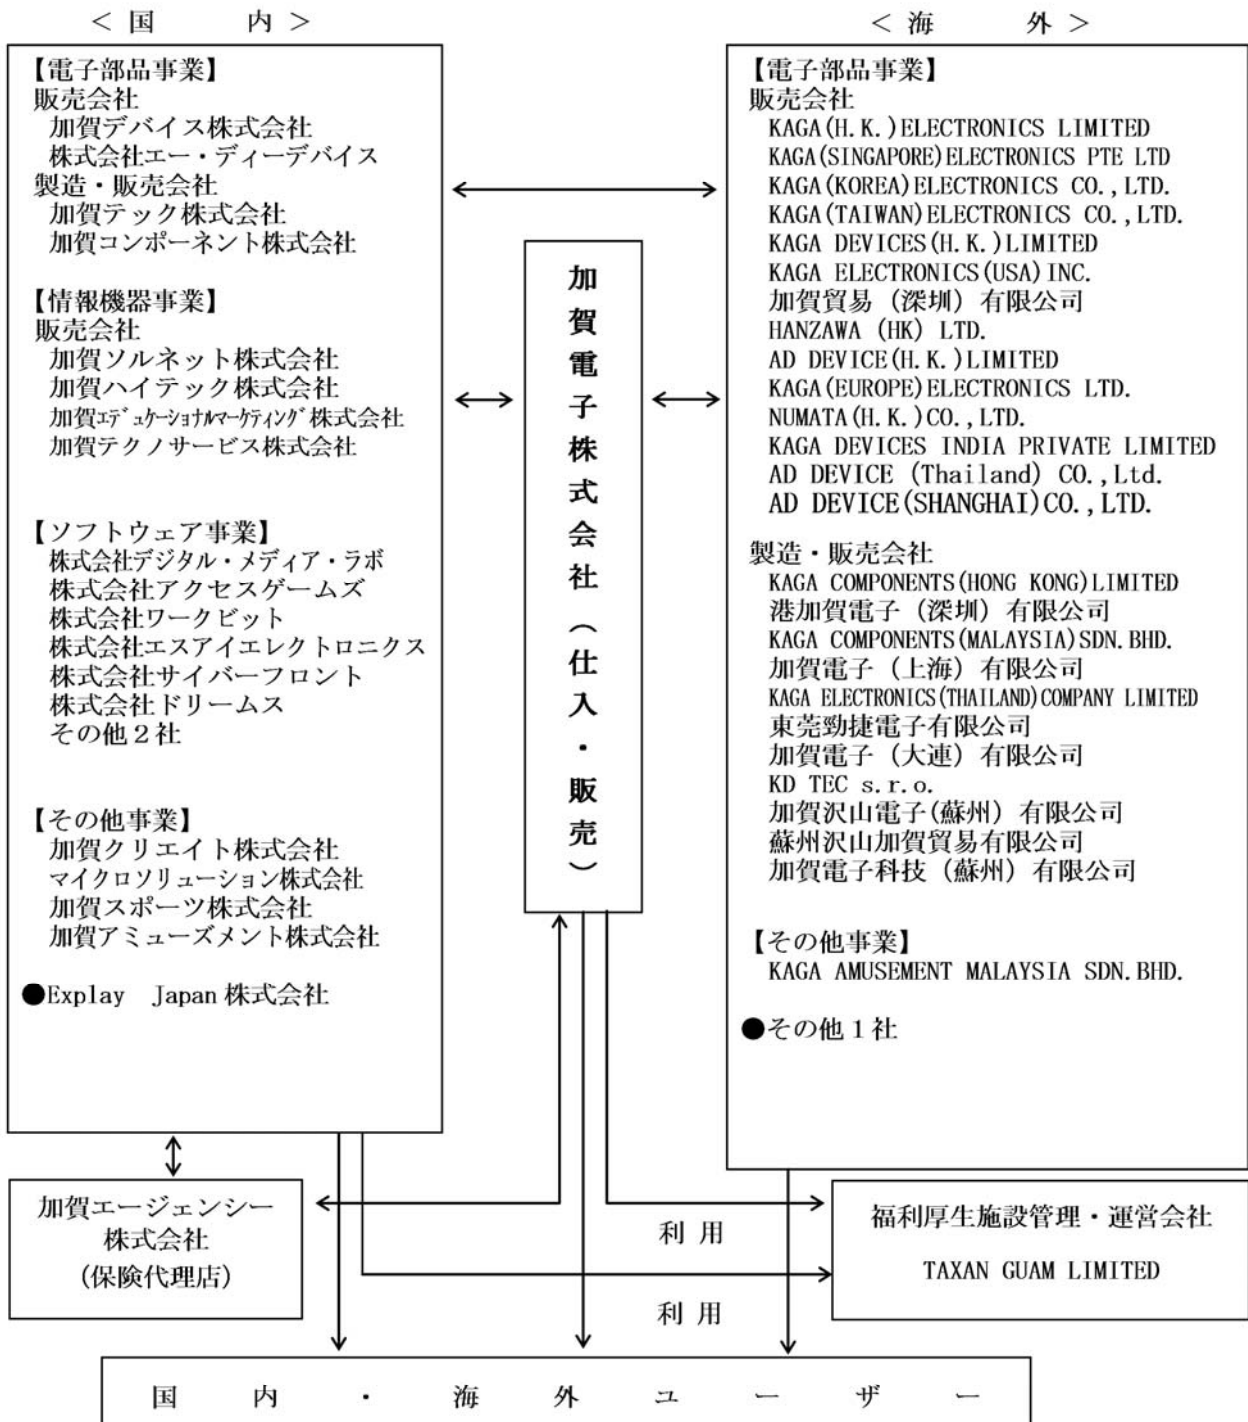 ＜国　　内＞
【電子部品事業】
販売会社
加賀デバイス株式会社
株式会社エー・ディーデバイス
製造・販売会社
加賀テック株式会社
加賀コンポーネント株式会社
【情報機器事業】
販売会社
加賀ソルネット株式会社
加賀ハイテック株式会社
加賀ｴﾃﾞｭｹｰｼｮﾅﾙﾏｰｹﾃｨﾝｸﾞ株式会社
加賀テクノサービス株式会社
【ソフトウェア事業】
株式会社デジタル・メディア・ラボ
株式会社アクセスゲームズ
株式会社ワークビット
株式会社エスアイエレクトロニクス
株式会社サイバーフロント
株式会社ドリームス
その他２社
【その他事業】
加賀クリエイト株式会社
マイクロソリューション株式会社
加賀スポーツ株式会社
加賀アミューズメント株式会社
●Explay　Japan 株式会社
加賀電子株式会社（仕入・販売）
＜海　　外＞
【電子部品事業】
販売会社
KAGA(H.K.)ELECTRONICS LIMITED
KAGA(SINGAPORE)ELECTRONICS PTE LTD
KAGA(KOREA)ELECTRONICS CO.,LTD.
KAGA(TAIWAN)ELECTRONICS CO.,LTD.
KAGA DEVICES(H.K.)LIMITED
KAGA ELECTRONICS(USA)INC.
加賀貿易（深圳）有限公司
HANZAWA (HK) LTD.
AD DEVICE(H.K.)LIMITED
KAGA(EUROPE)ELECTRONICS LTD.
NUMATA(H.K.)CO.,LTD.
KAGA DEVICES INDIA PRIVATE LIMITED
AD DEVICE (Thailand) CO.,Ltd.
AD DEVICE(SHANGHAI)CO.,LTD.
製造・販売会社
KAGA COMPONENTS(HONG KONG)LIMITED
港加賀電子（深圳）有限公司
KAGA COMPONENTS(MALAYSIA)SDN.BHD.
加賀電子（上海）有限公司
KAGA ELECTRONICS(THAILAND)COMPANY LIMITED
東莞勁捷電子有限公司
加賀電子（大連）有限公司
KD TEC s.r.o.
加賀沢山電子(蘇州）有限公司
蘇州沢山加賀貿易有限公司
加賀電子科技（蘇州）有限公司
【その他事業】
KAGA AMUSEMENT MALAYSIA SDN.BHD.
●その他１社
加賀エージェンシー
株式会社
(保険代理店)
利 用
利 用
福利厚生施設管理・運営会社
TAXAN GUAM LIMITED
国内・海外ユーザー